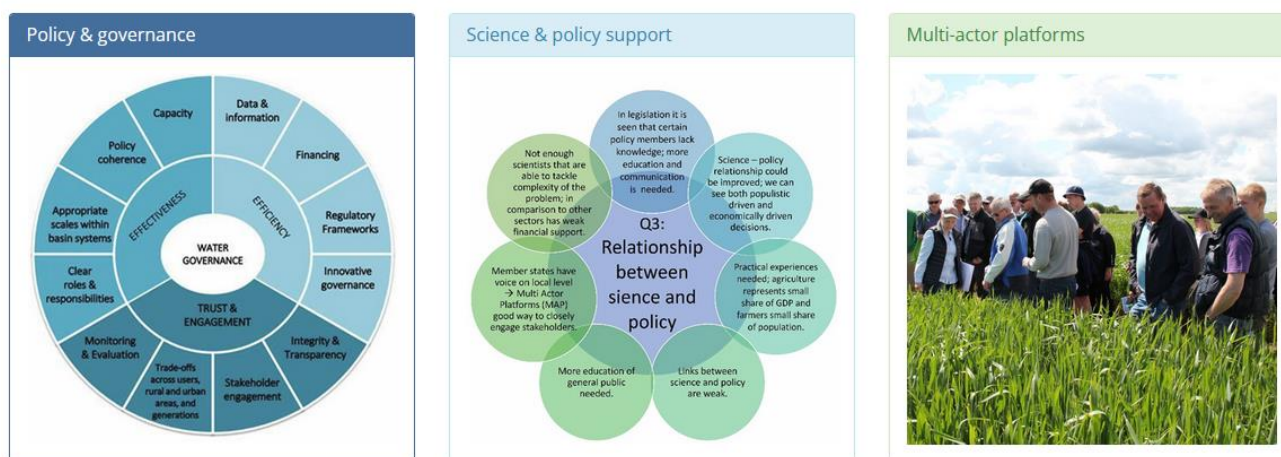 Policy & governance
Capacity
Data &
information
Policy
coherence
Financing
Appropriate
scales within
basin systems
EFFECTIVENESS
EFFICIENCY
Regulatory
Frameworks
WATER
GOVERNANCE
Clear
roles &
responsibilities
Innovative
governance
TRUST &
ENGAGEMENT
Monitoring
& Evaluation
Integrity &
Transparency
Trade-offs
across users,
rural and urban
areas, and
generations
Stakeholder
engagement
Science & policy support
In legislation it is
seen that certain
policy members lack
knowledge; more
education and
communication
is needed.
Not enough
scientists that are
able to tackle
complexity of the
problem; in
comparison to other
sectors has weak
financial support.
Science – policy
relationship could
be improved; we can
see both populistic
driven and
economically driven
decisions.
Q3:
Relationship
between
sience and
policy
Member states have
voice on local level
→ Multi Actor
Platforms (MAP)
good way to closely
engage stakeholders.
Practical experiences
needed; agriculture
represents small
share of GDP and
farmers small share
of population.
More education of
general public
needed.
Links between
science and policy
are weak.
Multi-actor platforms